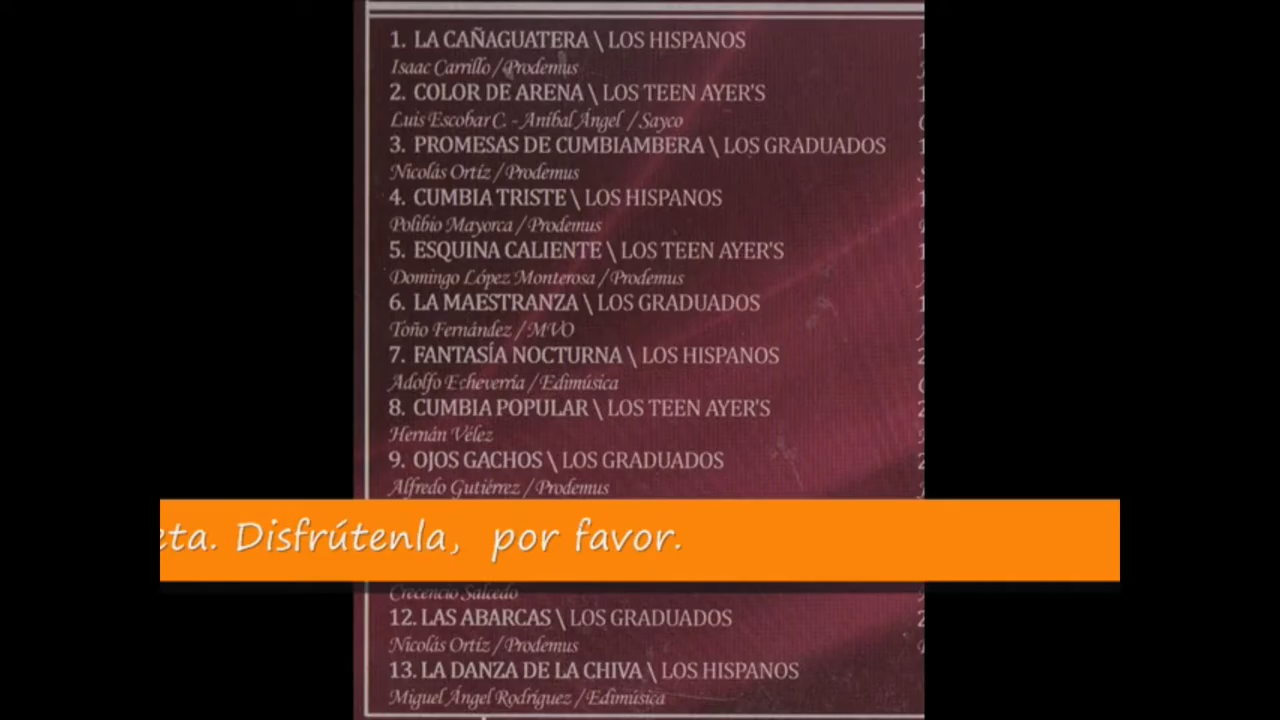 1. LA CAÑAGUATERA \ LOS HISPANOS
Isaac Carrillo / Prodemus
2. COLOR DE ARENA \ LOS TEEN AYER'S
Luis Escobar C. - Aníbal Ángel / Sayco
3. PROMESAS DE CUMBIAMBERA \ LOS GRADUADOS
Nicolás Ortíz / Prodemus
4. CUMBIA TRISTE \ LOS HISPANOS
Polibio Mayorca / Prodemus
5. ESQUINA CALIENTE \ LOS TEEN AYER'S
Domingo López Monterosa / Prodemus
6. LA MAESTRANZA \ LOS GRADUADOS
Toño Fernández / MVO
7. FANTASÍA NOCTURNA \ LOS HISPANOS
Adolfo Echeverría / Edimúsica
8. CUMBIA POPULAR \ LOS TEEN AYER'S
Hernán Vélez
9. OJOS GACHOS \ LOS GRADUADOS
Alfredo Gutiérrez / Prodemus
eta. Disfrútenla, por favor.
Crecencio Salcedo
12. LAS ABARCAS \ LOS GRADUADOS
Nicolás Ortíz / Prodemus
13. LA DANZA DE LA CHIVA \ LOS HISPANOS
Miguel Ángel Rodríguez / Edimúsica